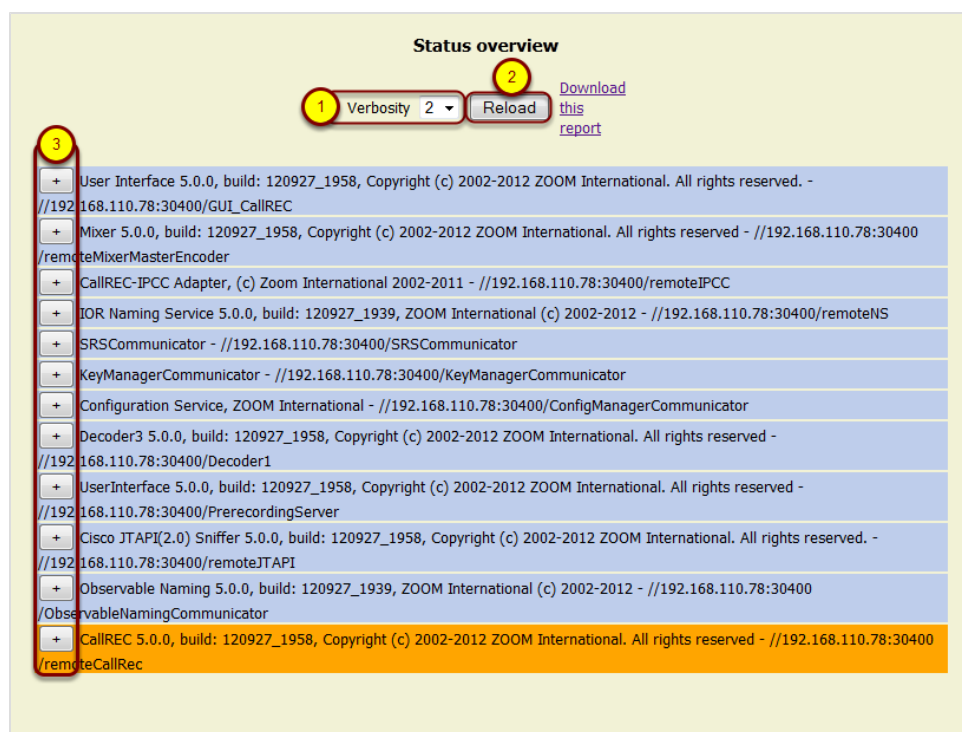 Status overview
2
Download
1 Verbosity 2 Reload this
report
3
+ User Interface 5.0.0, build: 120927_1958, Copyright (c) 2002-2012 ZOOM International. All rights reserved. -
//192.168.110.78:30400/GUI_CallREC
+ Mixer 5.0.0, build: 120927_1958, Copyright (c) 2002-2012 ZOOM International. All rights reserved - //192.168.110.78:30400
/remoteMixerMasterEncoder
+ CallREC-IPCC Adapter, (c) Zoom International 2002-2011 - //192.168.110.78:30400/remoteIPCC
+ IOR Naming Service 5.0.0, build: 120927_1939, ZOOM International (c) 2002-2012 - //192.168.110.78:30400/remoteNS
+ SRSCommunicator - //192.168.110.78:30400/SRSCommunicator
+ KeyManagerCommunicator - //192.168.110.78:30400/KeyManagerCommunicator
+ Configuration Service, ZOOM International - //192.168.110.78:30400/ConfigManagerCommunicator
+ Decoder3 5.0.0, build: 120927_1958, Copyright (c) 2002-2012 ZOOM International. All rights reserved -
//192.168.110.78:30400/Decoder1
+ UserInterface 5.0.0, build: 120927_1958, Copyright (c) 2002-2012 ZOOM International. All rights reserved -
//192.168.110.78:30400/PrerecordingServer
+ Cisco JTAPI(2.0) Sniffer 5.0.0, build: 120927_1958, Copyright (c) 2002-2012 ZOOM International. All rights reserved. -
//192.168.110.78:30400/remoteJTAPI
+ Observable Naming 5.0.0, build: 120927_1939, ZOOM International (c) 2002-2012 - //192.168.110.78:30400
/ObservableNamingCommunicator
+ CallREC 5.0.0, build: 120927_1958, Copyright (c) 2002-2012 ZOOM International. All rights reserved - //192.168.110.78:30400
/remoteCallRec